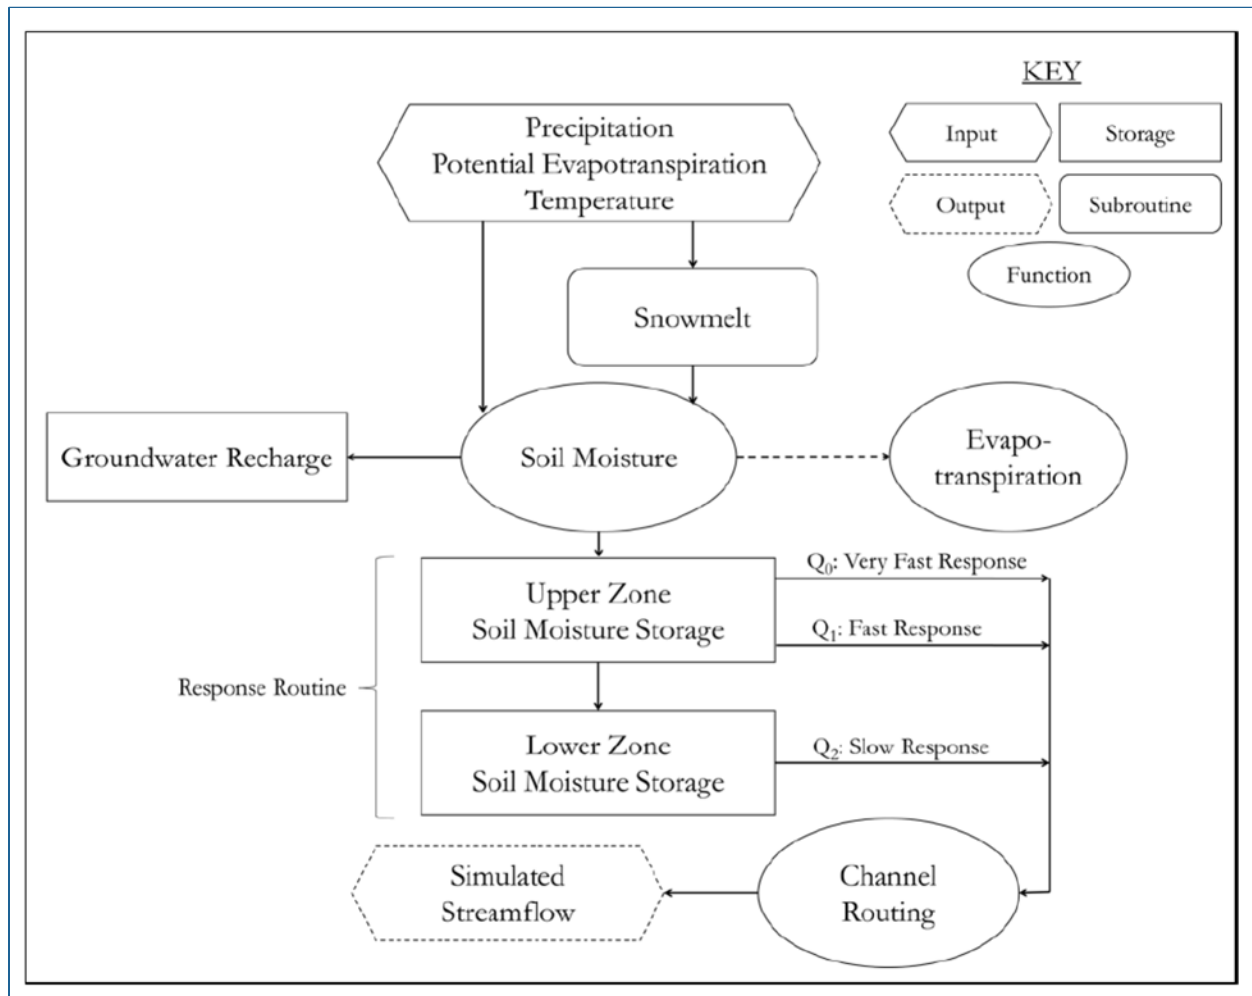 KEY
Input
Storage
Output
Subroutine
Function
Precipitation
Potential Evapotranspiration
Temperature
Snowmelt
Groundwater Recharge
Soil Moisture
Evapo-
transpiration
Response Routine
Upper Zone
Soil Moisture Storage
Q₀: Very Fast Response
Q₁: Fast Response
Lower Zone
Soil Moisture Storage
Q₂: Slow Response
Simulated
Streamflow
Channel
Routing